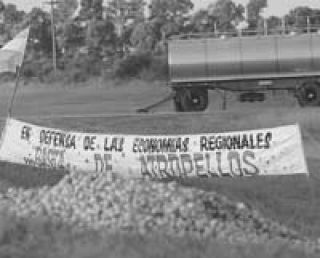 EN DEFENSA DE LAS ECONOMIAS REGIONALES
BASTA DE ATROPELLOS